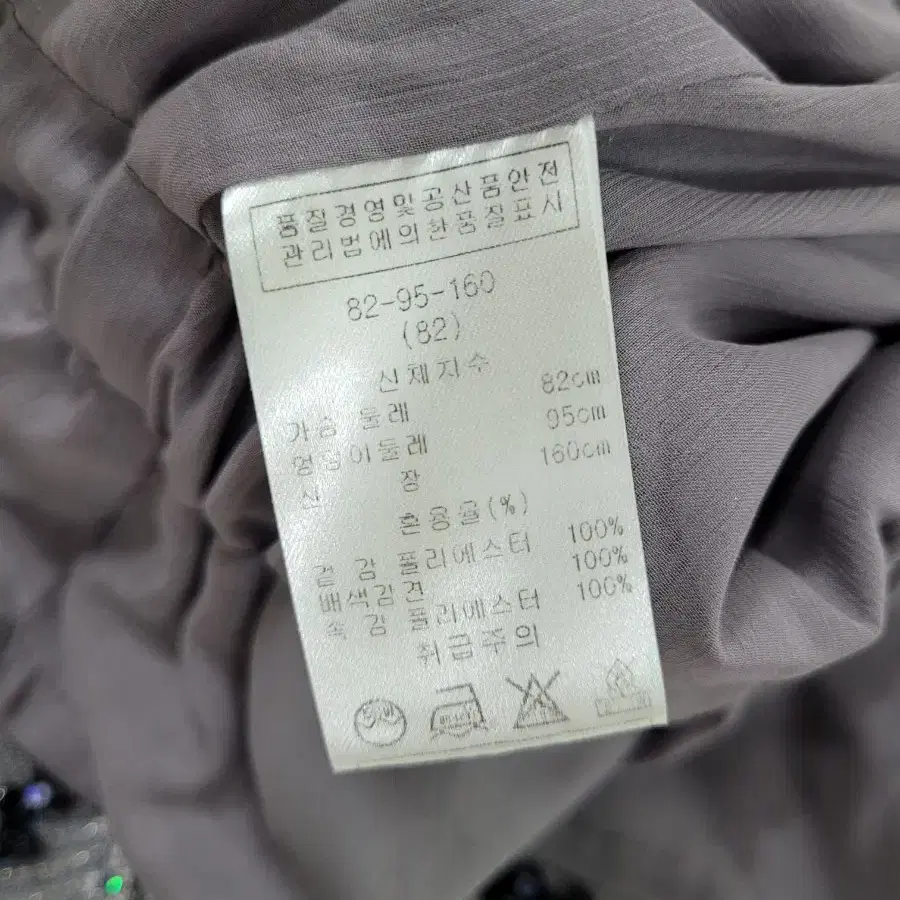 품질경영및공산품안전
관리법에의한품질표시
82-95-160
(82)
신체지수
가슴 둘레 82cm
엉덩이둘레 95cm
신 장 160cm
혼용율(%)
겉 감 폴리에스터 100%
배색감견 100%
속 감 폴리에스터 100%
취급주의